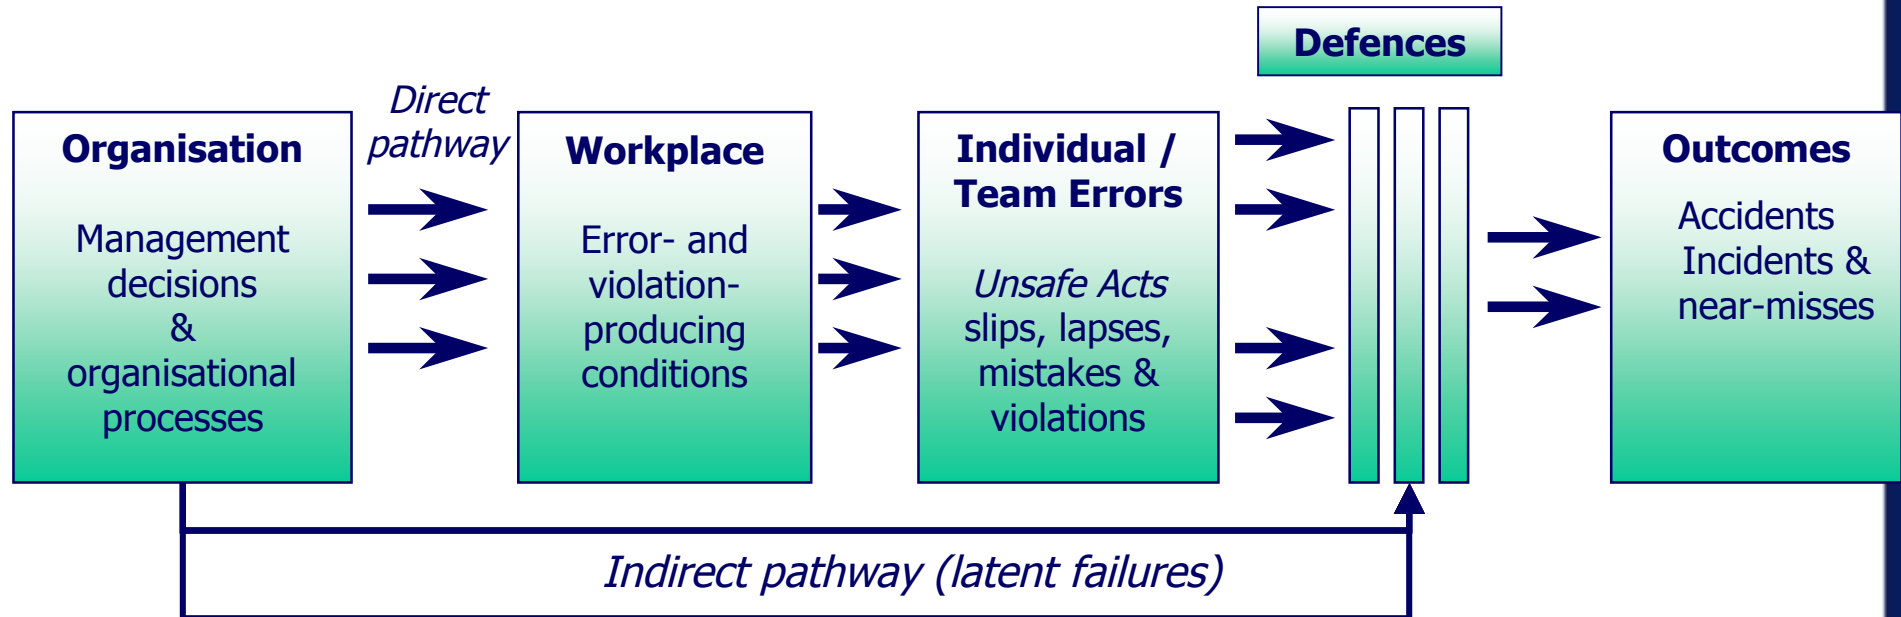 Defences
Direct
pathway
Organisation
Management
decisions
&
organisational
processes
Workplace
Error- and
violation-
producing
conditions
Individual /
Team Errors
Unsafe Acts
slips, lapses,
mistakes &
violations
Outcomes
Accidents
Incidents &
near-misses
Indirect pathway (latent failures)